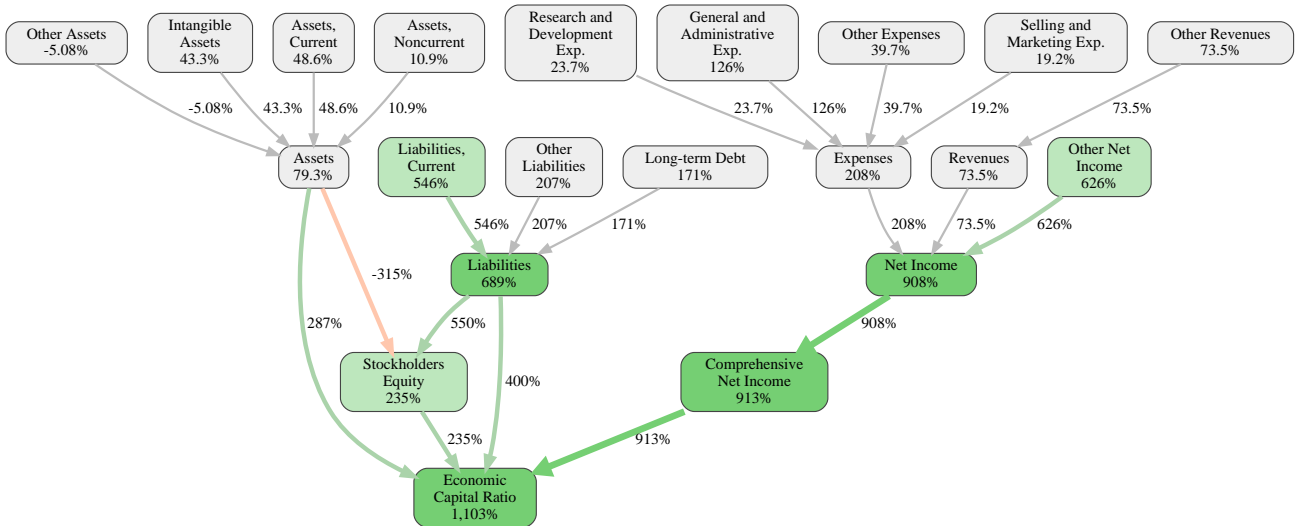 Other Assets
-5.08%
Intangible
Assets
43.3%
Assets,
Current
48.6%
Assets,
Noncurrent
10.9%
Research and
Development
Exp.
23.7%
General and
Administrative
Exp.
126%
Other Expenses
39.7%
Selling and
Marketing Exp.
19.2%
Other Revenues
73.5%
-5.08%
43.3%
48.6%
10.9%
23.7%
126%
39.7%
19.2%
73.5%
Assets
79.3%
Liabilities,
Current
546%
Other
Liabilities
207%
Long-term Debt
171%
Expenses
208%
Revenues
73.5%
Other Net
Income
626%
546%
207%
171%
208%
73.5%
626%
-315%
Liabilities
689%
Net Income
908%
287%
550%
908%
Stockholders
Equity
235%
400%
Comprehensive
Net Income
913%
235%
913%
Economic
Capital Ratio
1,103%